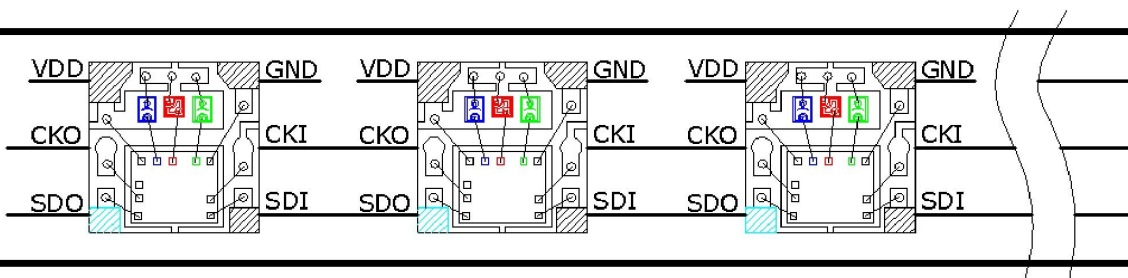 VDD GND VDD GND VDD GND
CKO CKI CKO CKI CKO CKI
SDO SDI SDO SDI SDO SDI